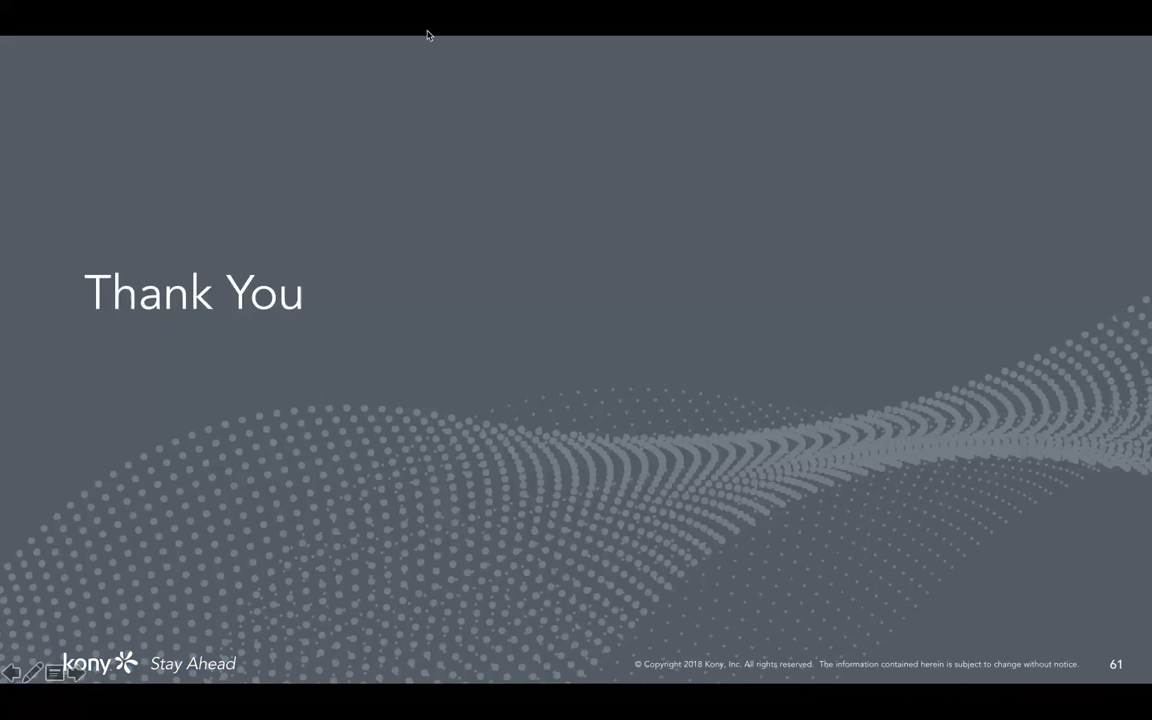 Thank You
kony Stay Ahead
© Copyright 2018 Kony, Inc. All rights reserved. The information contained herein is subject to change without notice.
61